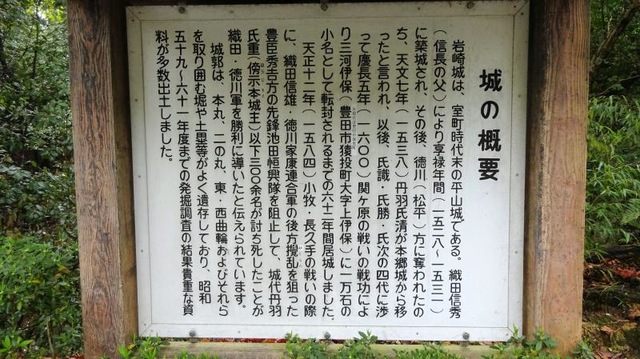 城の概要
岩崎城は、室町時代末の平山城である。織田信秀
（信長の父）により享禄年間（一五二八～一五三一）
に築城され、その後、徳川（松平）方に奪われたの
ち、天文七年（一五三八）丹羽氏清が本郷城から移
ったと言われ、以後、氏識・氏勝・氏次の四代に渉
って慶長五年（一六〇〇）関ヶ原の戦いの戦功によ
り三河伊保（豊田市猿投町大字上伊保）に一万石の
小名として転封されるまでの六十二年間居城しました。
天正十二年（一五八四）小牧・長久手の戦いの際
に、織田信雄、徳川家康連合軍の後方撹乱を狙った
豊臣秀吉方の先鋒池田恒興隊を阻止して、城代丹羽
氏重（傍示本城主）以下三〇〇余名が討ち死したことが
織田・徳川軍を勝利に導いたと伝えられています。
城郭は、本丸、二の丸、東・西曲輪およびそれら
を取り囲む堀や土塁等がよく遺存しており、昭和
五十九～六十一年度までの発掘調査の結果貴重な資
料が多数出土しました。